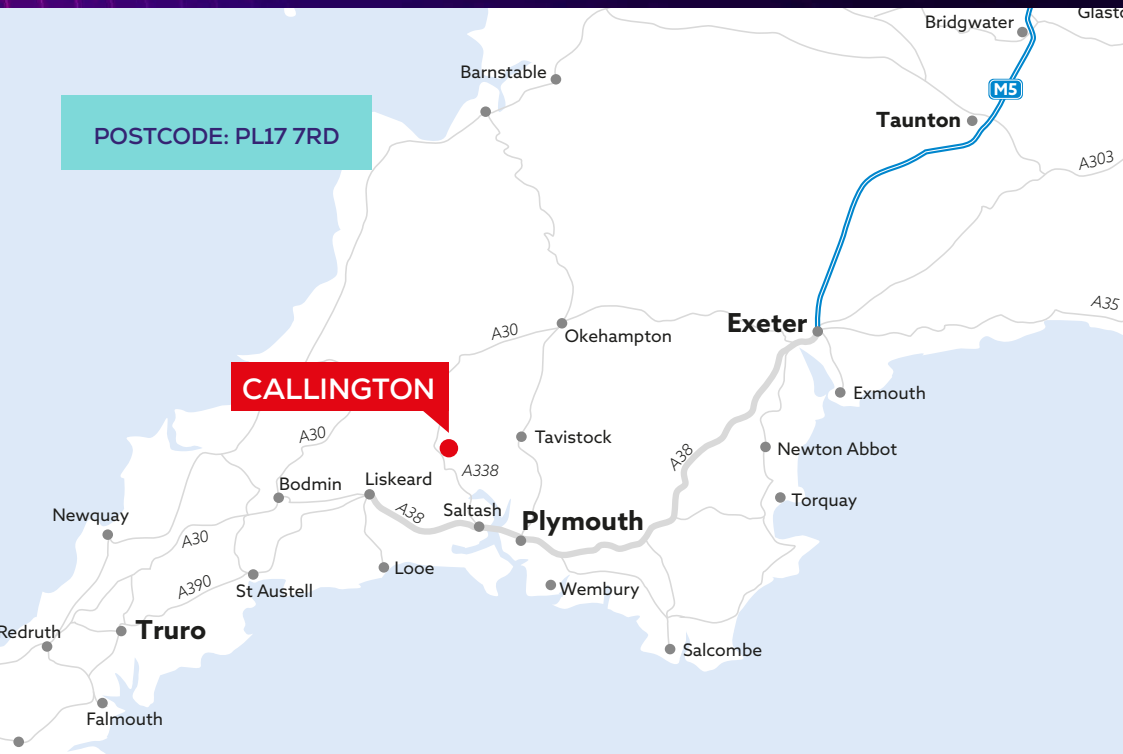 Bridgwater
Glasto
Barnstable
M5
POSTCODE: PL17 7RD
Taunton
A303
A35
Exeter
A30
Okehampton
CALLINGTON
Exmouth
A30
Tavistock
A38
Newton Abbot
A338
Liskeard
Bodmin
Torquay
Saltash
A38
Newquay
Plymouth
A30
Looe
A390
St Austell
Wembury
Redruth
Truro
Salcombe
Falmouth